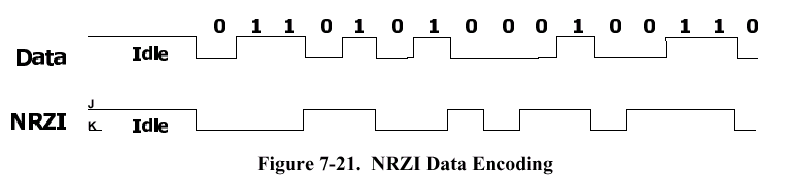 0 1 1 0 1 0 1 0 0 0 1 0 0 1 1 0
Data Idle
J
NRZI K Idle
Figure 7-21. NRZI Data Encoding